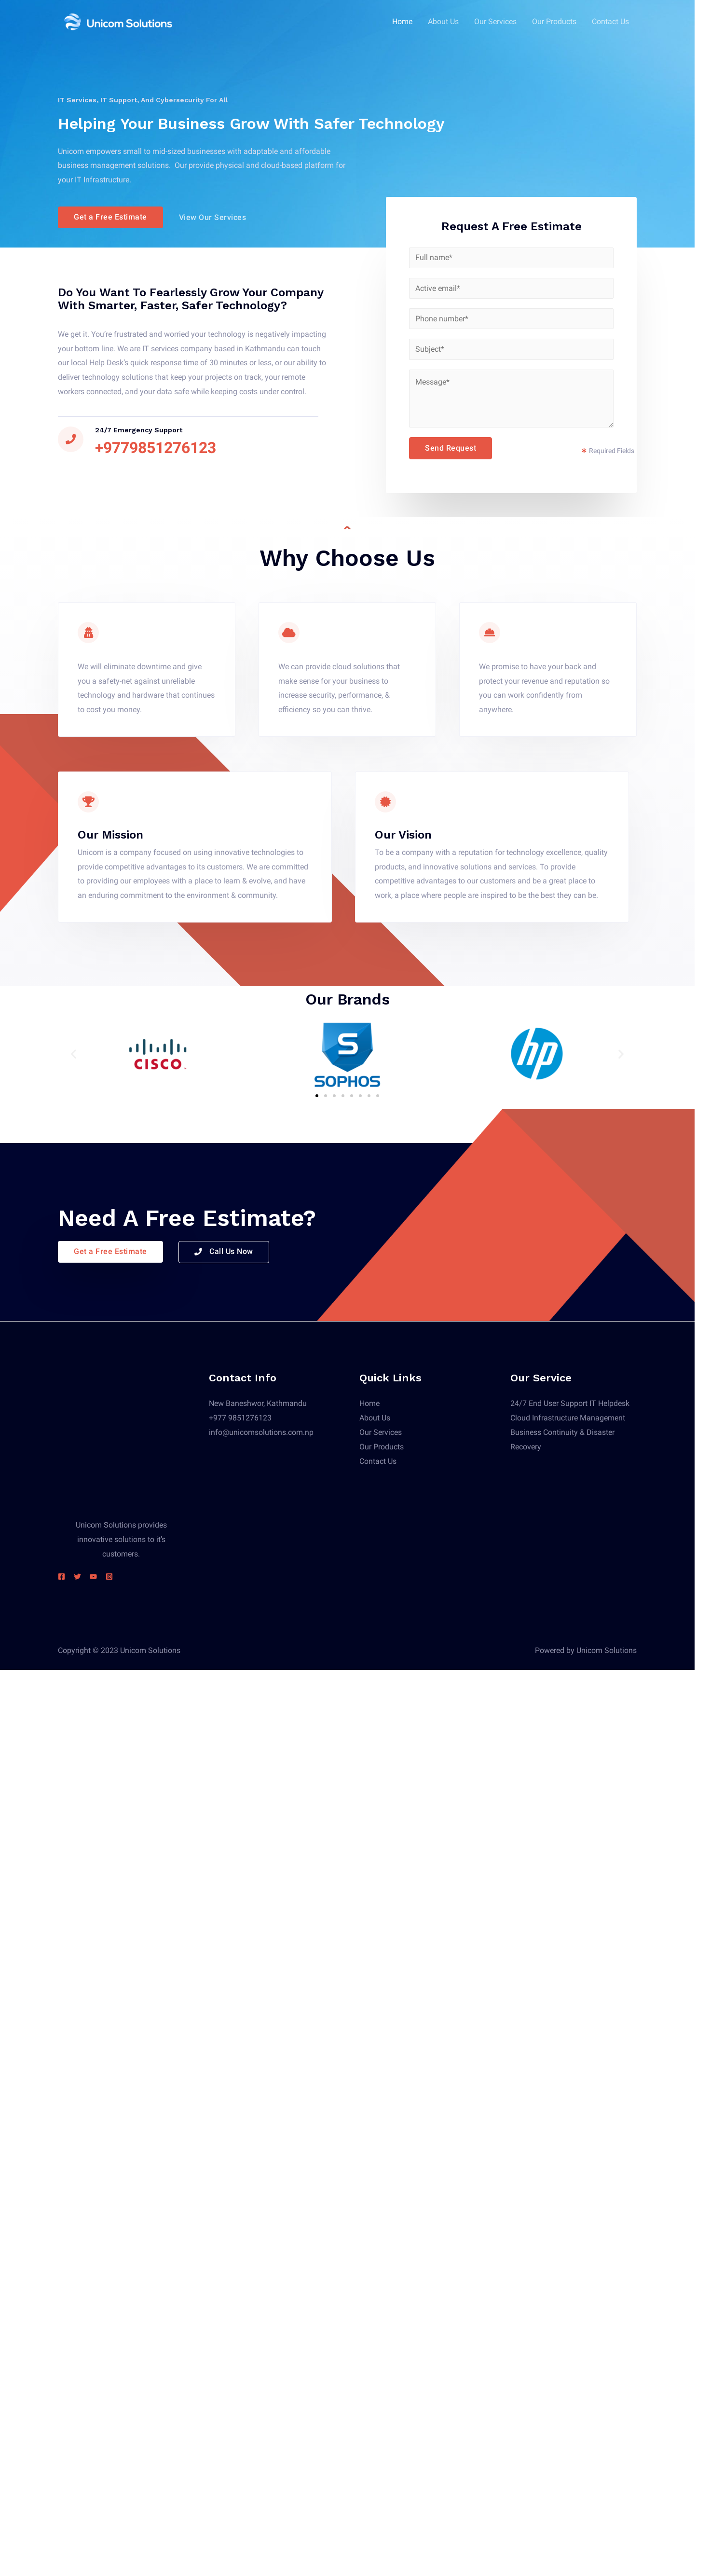 Unicom Solutions
Home
About Us
Our Services
Our Products
Contact Us
IT Services, IT Support, And Cybersecurity For All
Helping Your Business Grow With Safer Technology
Unicom empowers small to mid-sized businesses with adaptable and affordable
business management solutions.  Our provide physical and cloud-based platform for
your IT Infrastructure.
Get a Free Estimate
View Our Services
Request A Free Estimate
Full name*
Active email*
Phone number*
Subject*
Message*
Send Request
* Required Fields
Do You Want To Fearlessly Grow Your Company
With Smarter, Faster, Safer Technology?
We get it. You're frustrated and worried your technology is negatively impacting
your bottom line. We are IT services company based in Kathmandu can touch
our local Help Desk's quick response time of 30 minutes or less, or our ability to
deliver technology solutions that keep your projects on track, your remote
workers connected, and your data safe while keeping costs under control.
24/7 Emergency Support
+9779851276123
Why Choose Us
We will eliminate downtime and give
you a safety-net against unreliable
technology and hardware that continues
to cost you money.
We can provide cloud solutions that
make sense for your business to
increase security, performance, &
efficiency so you can thrive.
We promise to have your back and
protect your revenue and reputation so
you can work confidently from
anywhere.
Our Mission
Unicom is a company focused on using innovative technologies to
provide competitive advantages to its customers. We are committed
to providing our employees with a place to learn & evolve, and have
an enduring commitment to the environment & community.
Our Vision
To be a company with a reputation for technology excellence, quality
products, and innovative solutions and services. To provide
competitive advantages to our customers and be a great place to
work, a place where people are inspired to be the best they can be.
Our Brands
CISCO
S
SOPHOS
hp
Need A Free Estimate?
Get a Free Estimate
Call Us Now
Contact Info
New Baneshwor, Kathmandu
+977 9851276123
info@unicomsolutions.com.np
Quick Links
Home
About Us
Our Services
Our Products
Contact Us
Our Service
24/7 End User Support IT Helpdesk
Cloud Infrastructure Management
Business Continuity & Disaster
Recovery
Unicom Solutions provides
innovative solutions to it's
customers.
Copyright © 2023 Unicom Solutions
Powered by Unicom Solutions